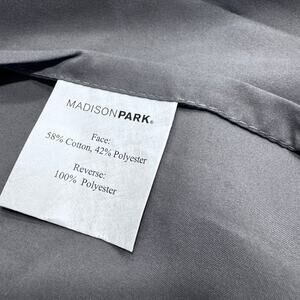 MADISONPARK®
Face:
58% Cotton, 42% Polyester
Reverse:
100% Polyester